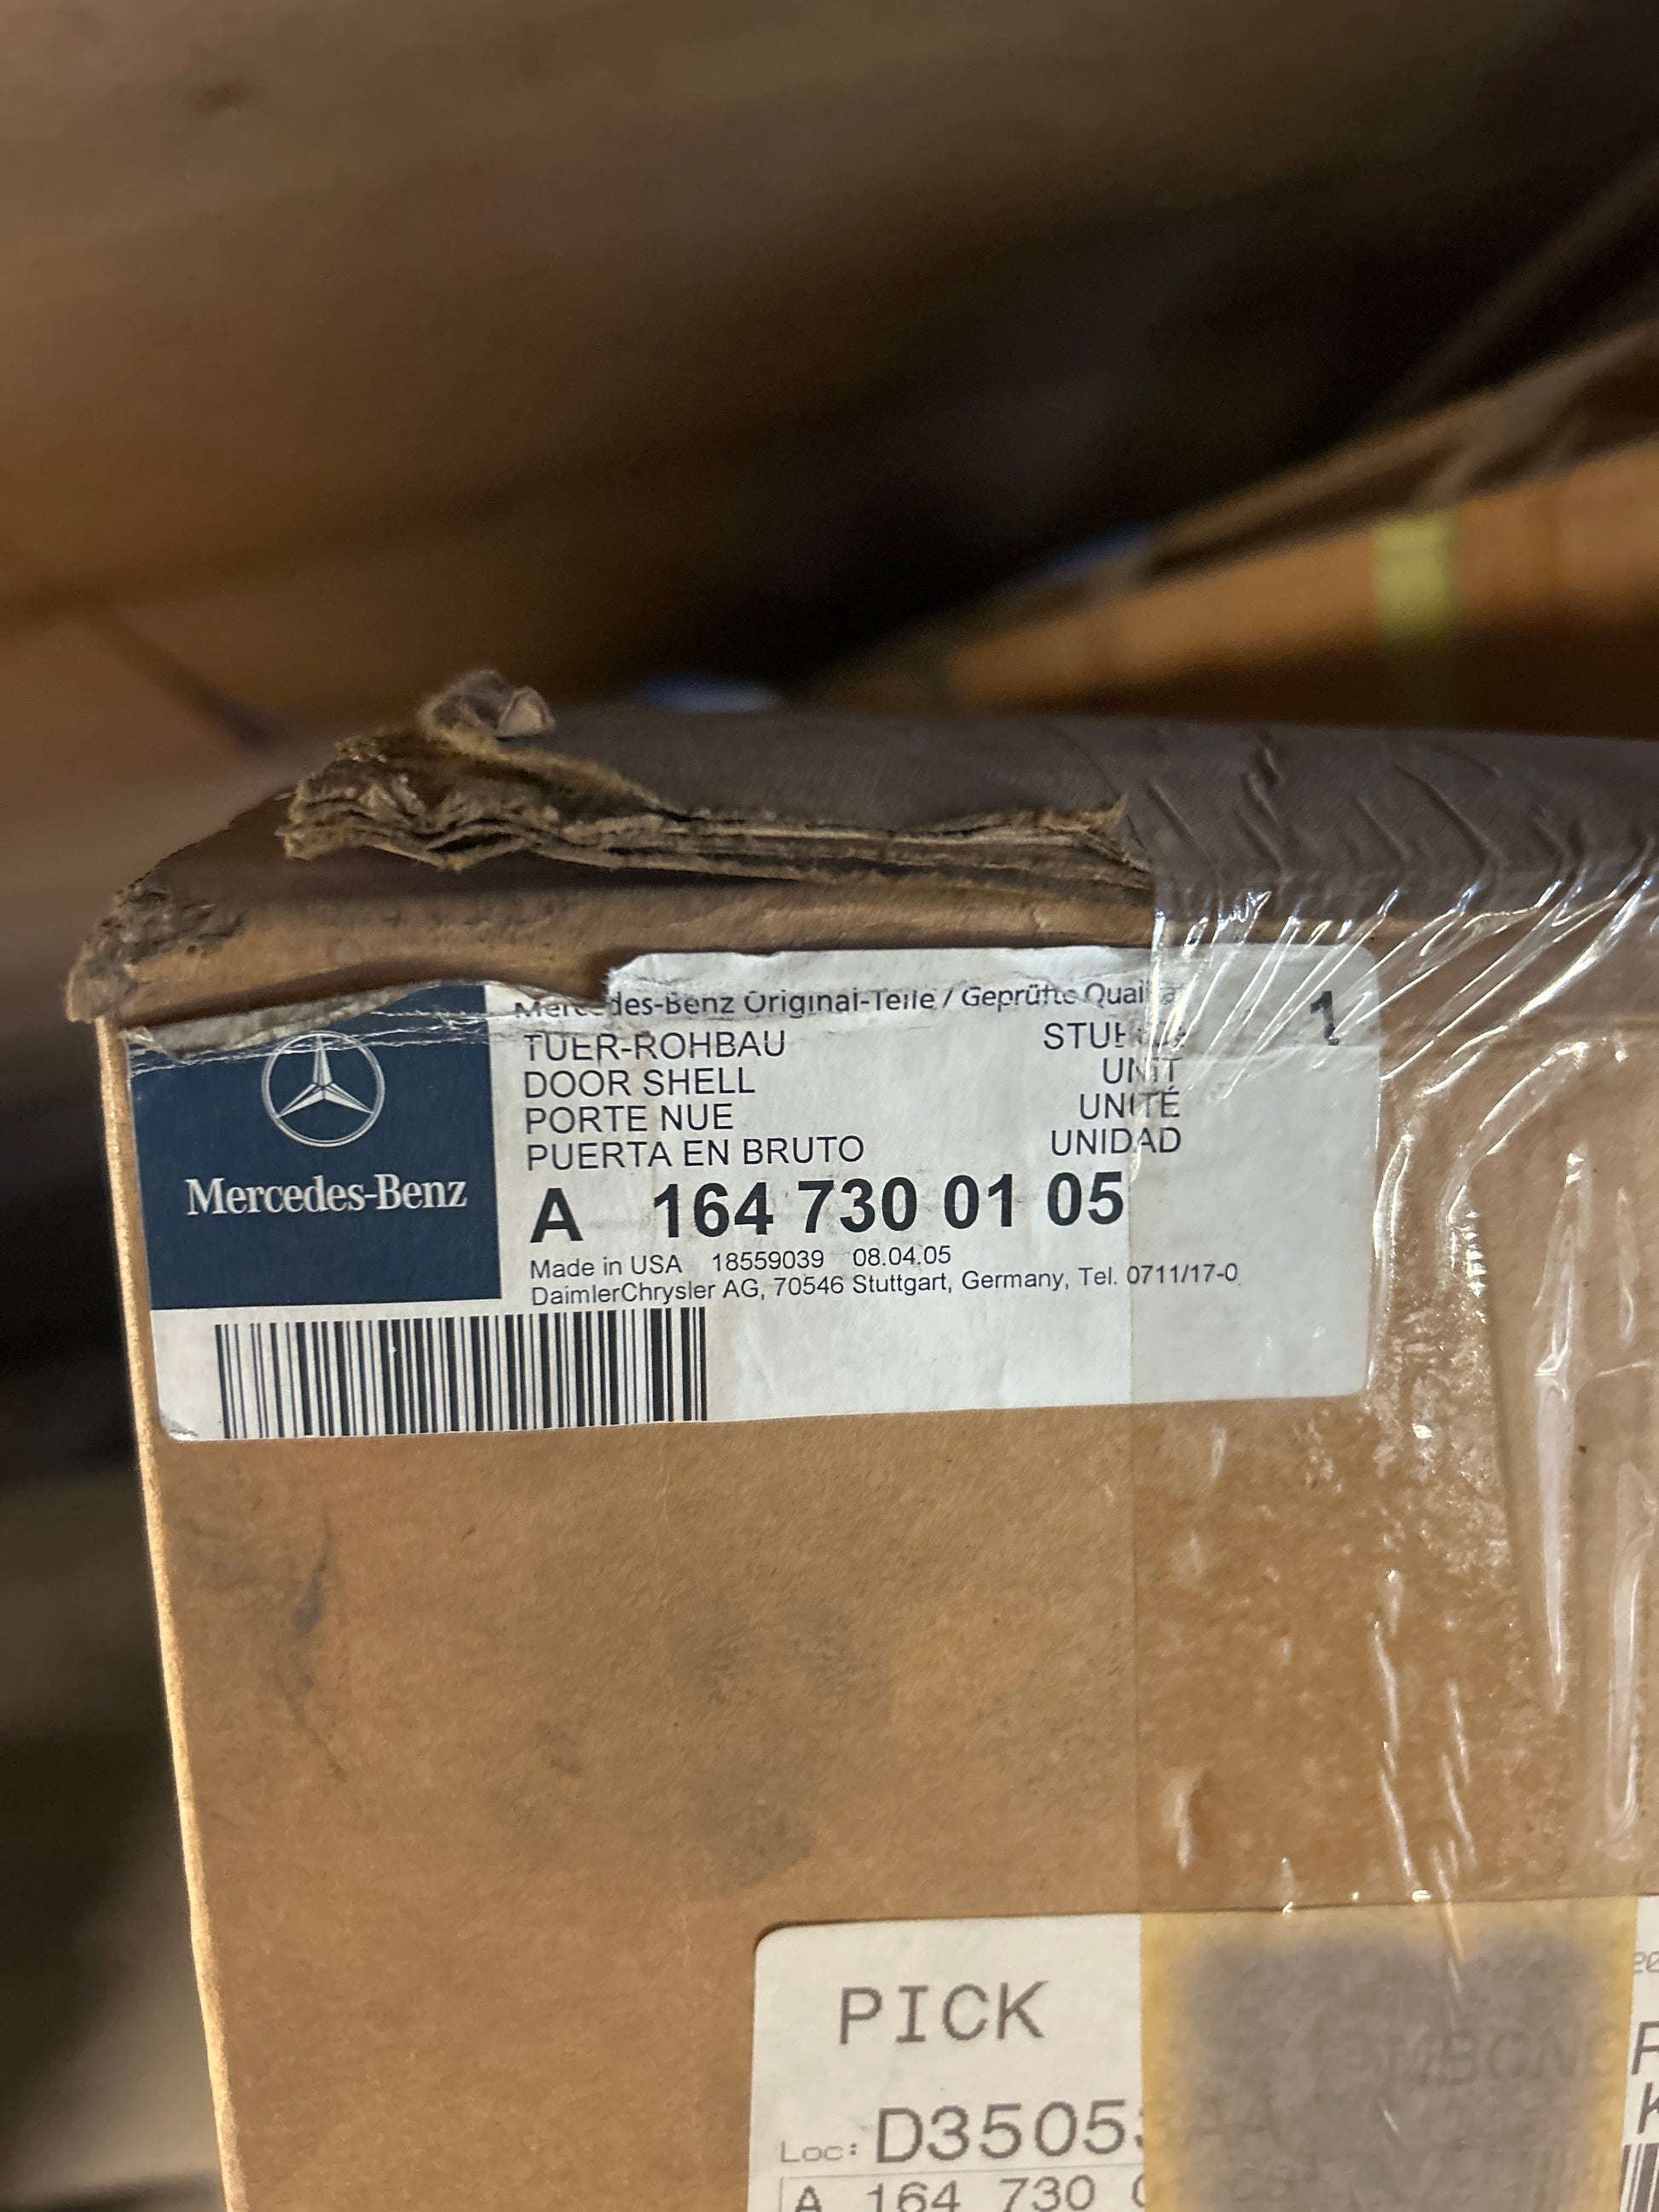 Mercedes-Benz Original-Teile / Geprüfte
TUER-ROHBAU
DOOR SHELL UNIT
PORTE NUE UNITÉ
PUERTA EN BRUTO UNIDAD
1
Mercedes-Benz
A 164 730 01 05
Made in USA 18559039 08.04.05
DaimlerChrysler AG, 70546 Stuttgart, Germany, Tel. 0711/17-0
PICK
Loc:
A 164 730